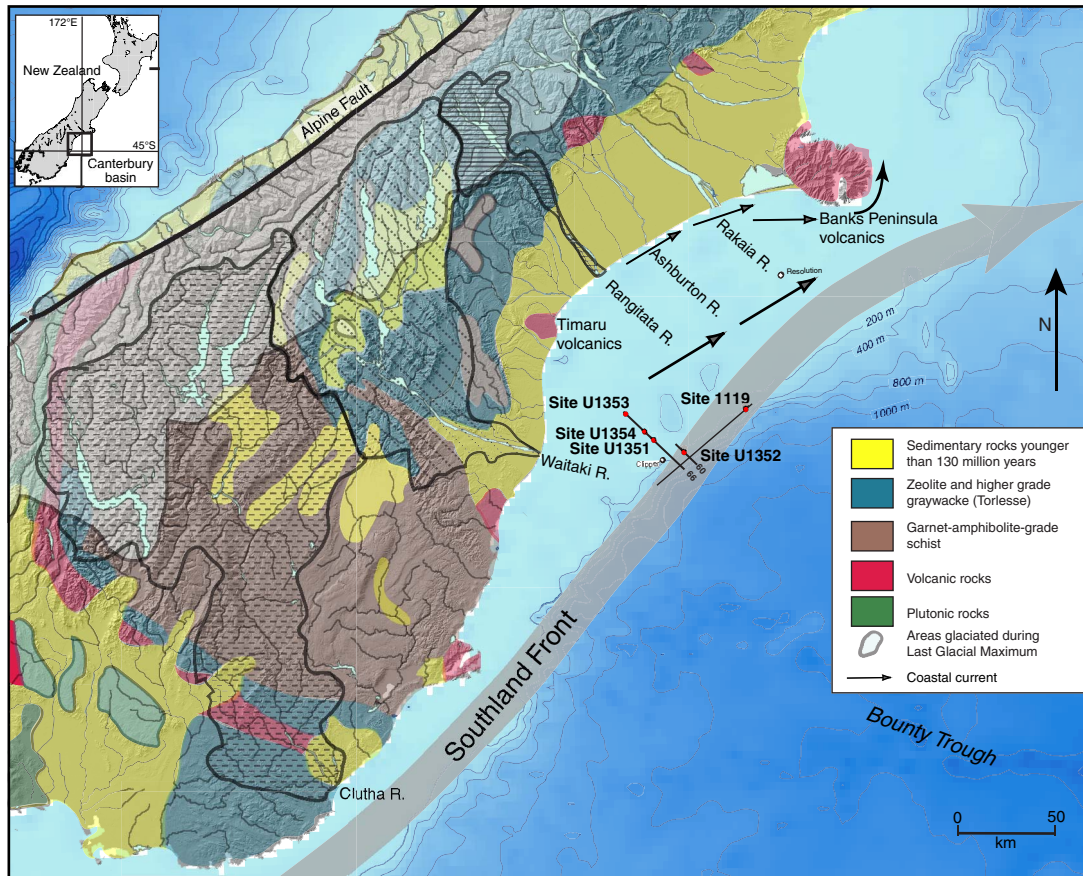 172°E
New Zealand
45°S
Canterbury
basin
Alpine Fault
Banks Peninsula
volcanics
Rakaia R.
Resolution
Ashburton R.
Rangitata R.
N
200 m
400 m
800 m
1000 m
Timaru
volcanics
Site U1353
Site 1119
Site U1354
Site U1351
Site U1352
Clipper
60
66
Waitaki R.
Sedimentary rocks younger
than 130 million years
Zeolite and higher grade
graywacke (Torlesse)
Garnet-amphibolite-grade
schist
Volcanic rocks
Plutonic rocks
Areas glaciated during
Last Glacial Maximum
Coastal current
Southland Front
Bounty Trough
Clutha R.
0 50
km